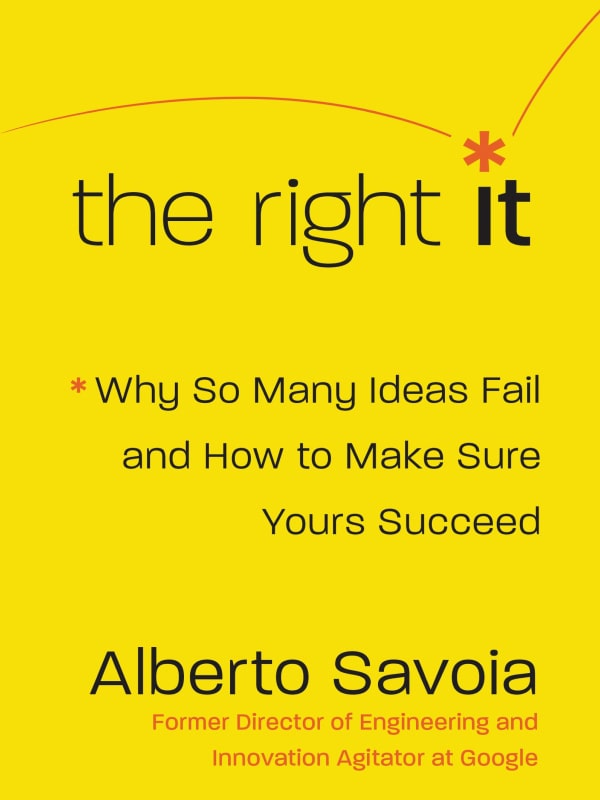 the right it
* Why So Many Ideas Fail
and How to Make Sure
Yours Succeed
Alberto Savoia
Former Director of Engineering and
Innovation Agitator at Google